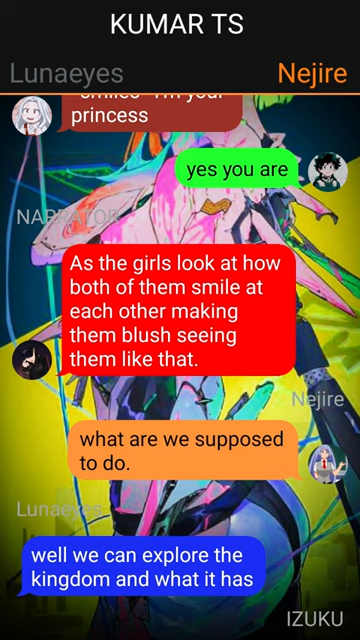 KUMAR TS
Lunaeyes
Nejire
princess
yes you are
NARRATOR
As the girls look at how
both of them smile at
each other making
them blush seeing
them like that.
Nejire
what are we supposed
to do.
Lunaeyes
well we can explore the
kingdom and what it has
IZUKU